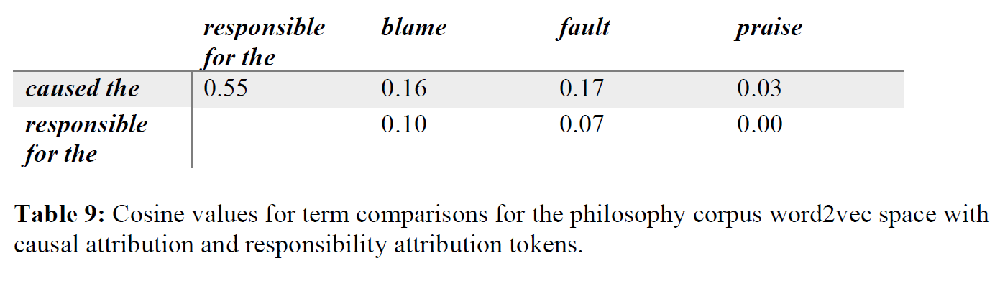 responsible for the blame fault praise
caused the 0.55 0.16 0.17 0.03
responsible for the 0.10 0.07 0.00
Table 9: Cosine values for term comparisons for the philosophy corpus word2vec space with
causal attribution and responsibility attribution tokens.